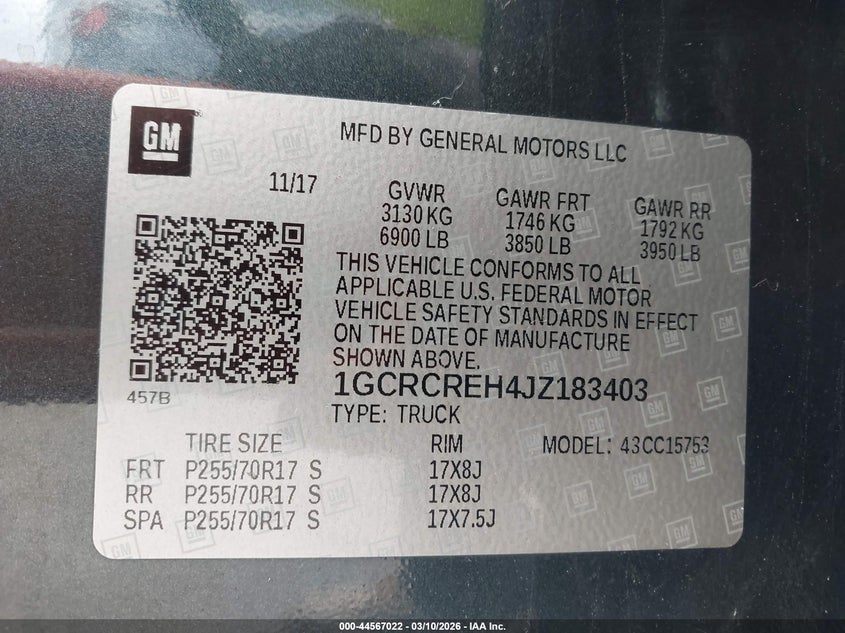 GM
MFD BY GENERAL MOTORS LLC
11/17
GVWR GAWR FRT GAWR RR
3130 KG 1746 KG 1792 KG
6900 LB 3850 LB 3950 LB
THIS VEHICLE CONFORMS TO ALL
APPLICABLE U.S. FEDERAL MOTOR
VEHICLE SAFETY STANDARDS IN EFFECT
ON THE DATE OF MANUFACTURE
SHOWN ABOVE.
457B
1GCRCREH4JZ183403
TYPE: TRUCK
TIRE SIZE RIM MODEL: 43CC15753
FRT P255/70R17 S 17X8J
RR P255/70R17 S 17X8J
SPA P255/70R17 S 17X7.5J
000-44567022 — 03/10/2026 — IAA Inc.